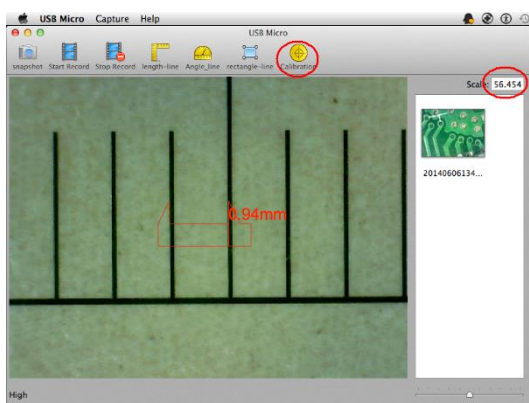 USB Micro Capture Help
USB Micro
snapshot Start Record Stop Record length-line Angle_line rectangle-line Calibration
Scale: 56.454
0.94mm
20140606134...
High